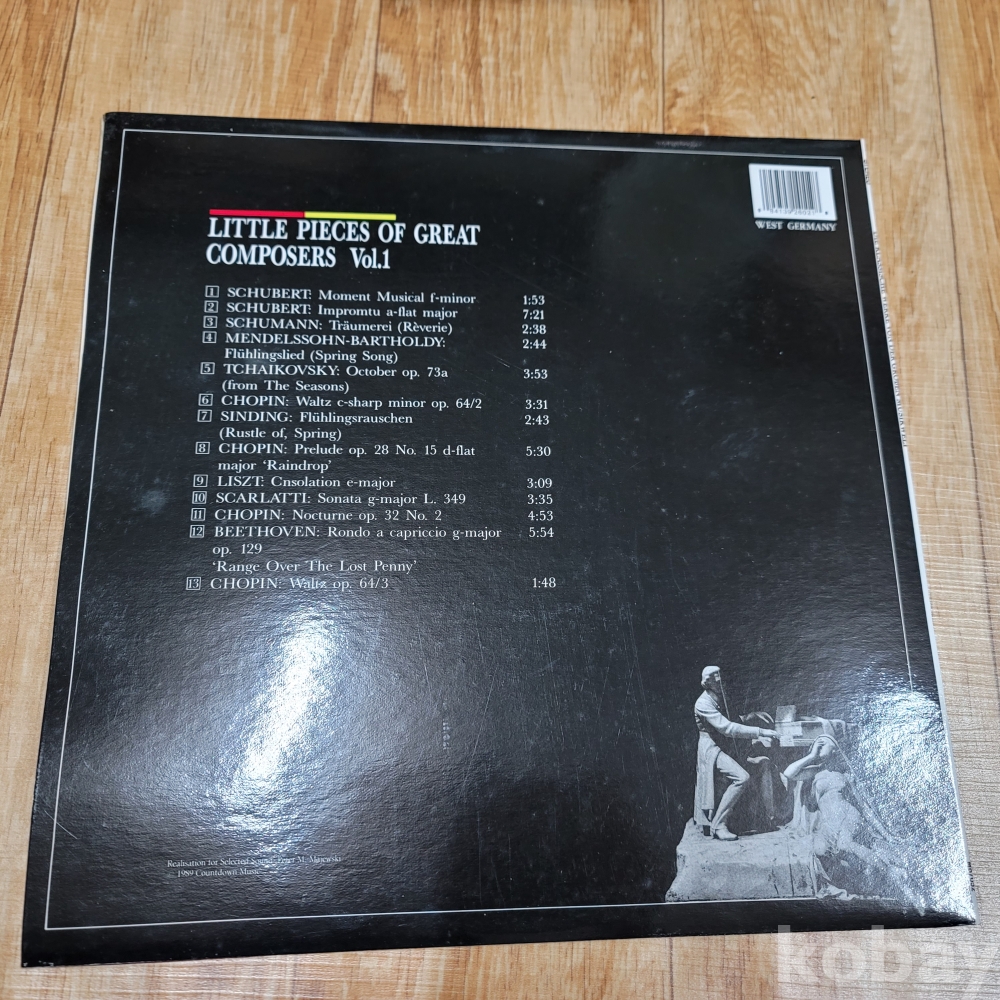 WEST GERMANY
LITTLE PIECES OF GREAT
COMPOSERS Vol.1
1 SCHUBERT: Moment Musical f-minor 1:53
2 SCHUBERT: Impromtu a-flat major 7:21
3 SCHUMANN: Träumerei (Rèverie) 2:38
4 MENDELSSOHN-BARTHOLDY: 2:44
Flühlingslied (Spring Song)
5 TCHAIKOVSKY: October op. 73a 3:53
(from The Seasons)
6 CHOPIN: Waltz c-sharp minor op. 64/2 3:31
7 SINDING: Flühlingsrauschen 2:43
(Rustle of, Spring)
8 CHOPIN: Prelude op. 28 No. 15 d-flat 5:30
major ‘Raindrop’
9 LISZT: Cnsolation e-major 3:09
10 SCARLATTI: Sonata g-major L. 349 3:35
11 CHOPIN: Nocturne op. 32 No. 2 4:53
12 BEETHOVEN: Rondo a capriccio g-major 5:54
op. 129
‘Range Over The Lost Penny’
13 CHOPIN: Waltz op. 64/3 1:48
Realisation for Selected Sound: Peter M. Majewski
1989 Countdown Music
kobay